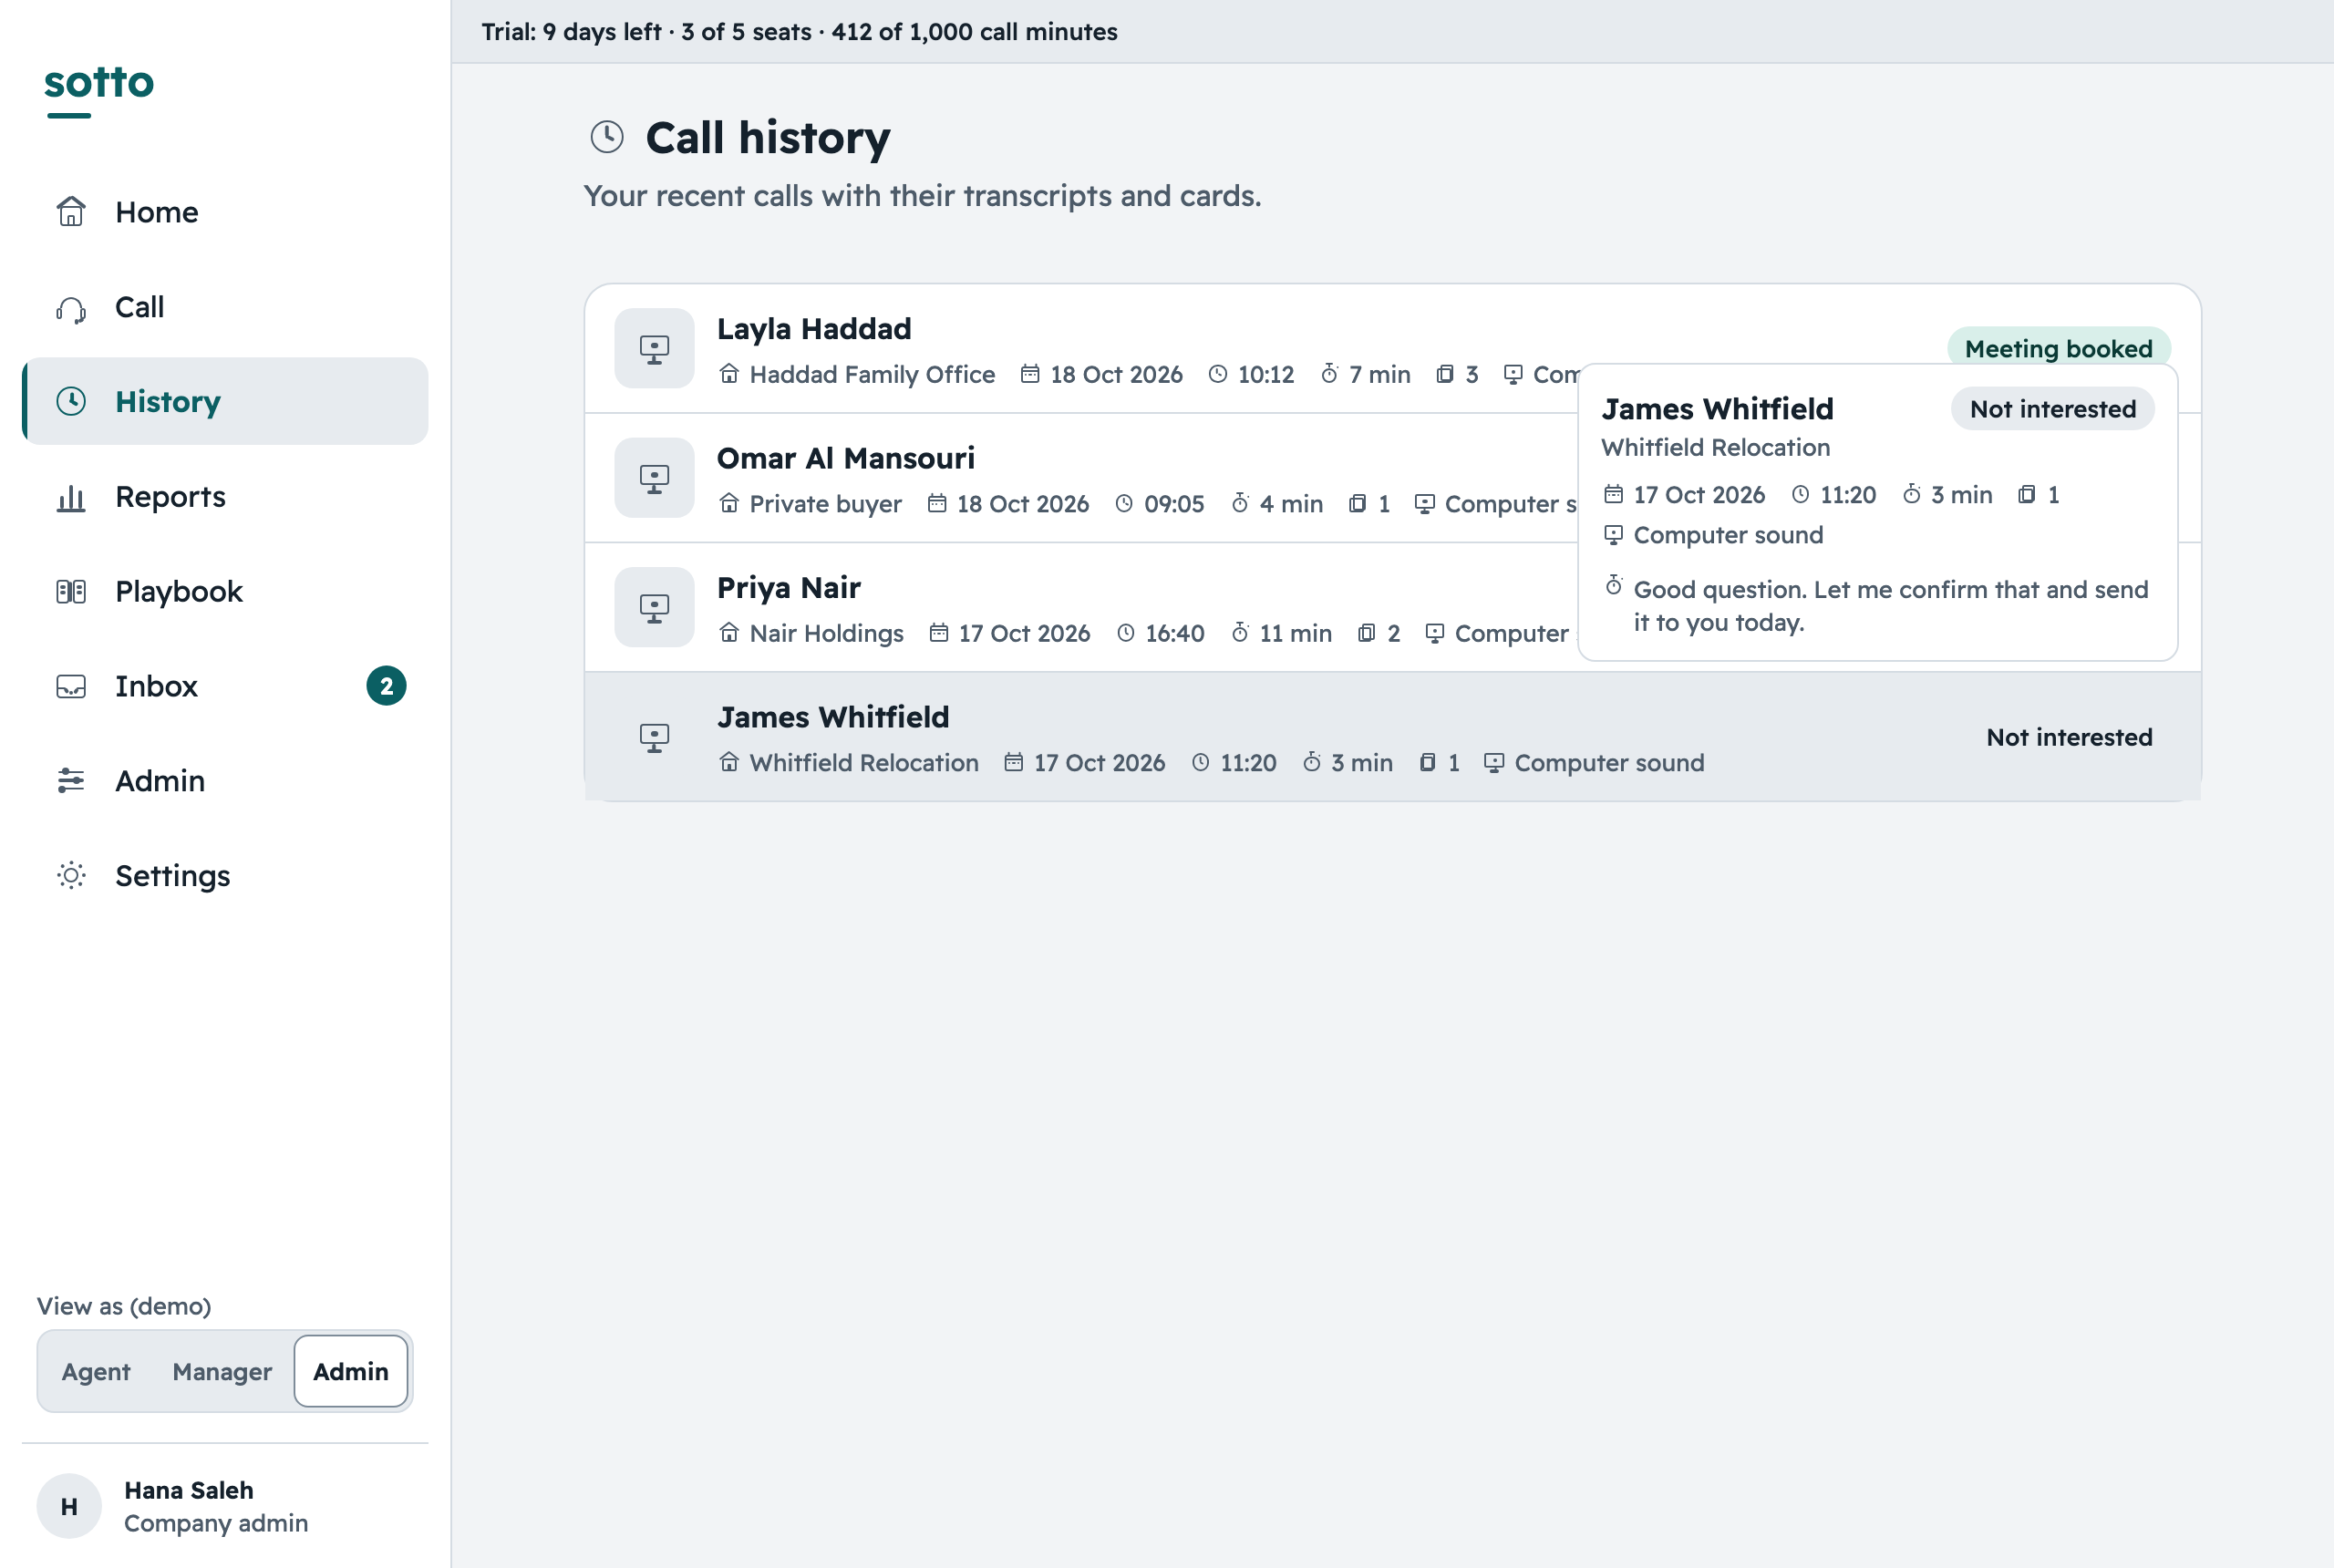 sotto
Home
Call
History
Reports
Playbook
Inbox 2
Admin
Settings
View as (demo)
Agent Manager Admin
H
Hana Saleh
Company admin
Trial: 9 days left · 3 of 5 seats · 412 of 1,000 call minutes
Call history
Your recent calls with their transcripts and cards.
Layla Haddad
Haddad Family Office 18 Oct 2026 10:12 7 min 3
Meeting booked
Omar Al Mansouri
Private buyer 18 Oct 2026 09:05 4 min 1 Computer
Priya Nair
Nair Holdings 17 Oct 2026 16:40 11 min 2 Computer
James Whitfield Not interested
Whitfield Relocation
17 Oct 2026 11:20 3 min 1
Computer sound
Good question. Let me confirm that and send
it to you today.
James Whitfield
Whitfield Relocation 17 Oct 2026 11:20 3 min 1 Computer sound
Not interested